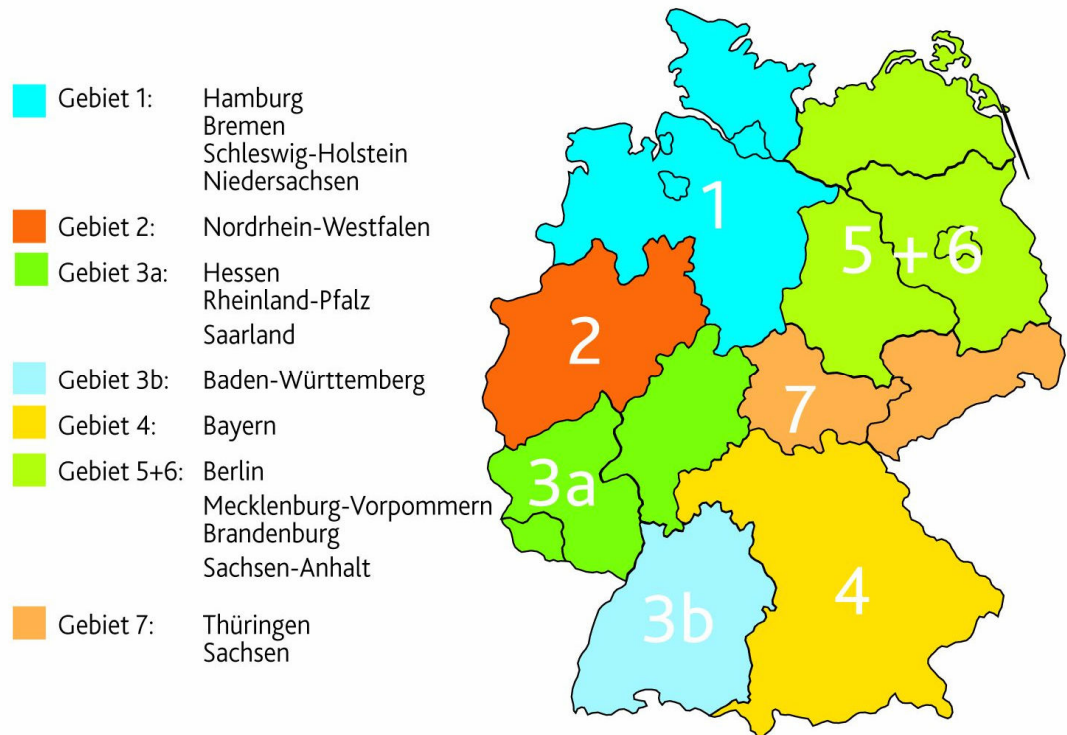 Gebiet 1: Hamburg
Bremen
Schleswig-Holstein
Niedersachsen
Gebiet 2: Nordrhein-Westfalen
Gebiet 3a: Hessen
Rheinland-Pfalz
Saarland
Gebiet 3b: Baden-Württemberg
Gebiet 4: Bayern
Gebiet 5+6: Berlin
Mecklenburg-Vorpommern
Brandenburg
Sachsen-Anhalt
Gebiet 7: Thüringen
Sachsen
1
5 + 6
2
7
3a
4
3b